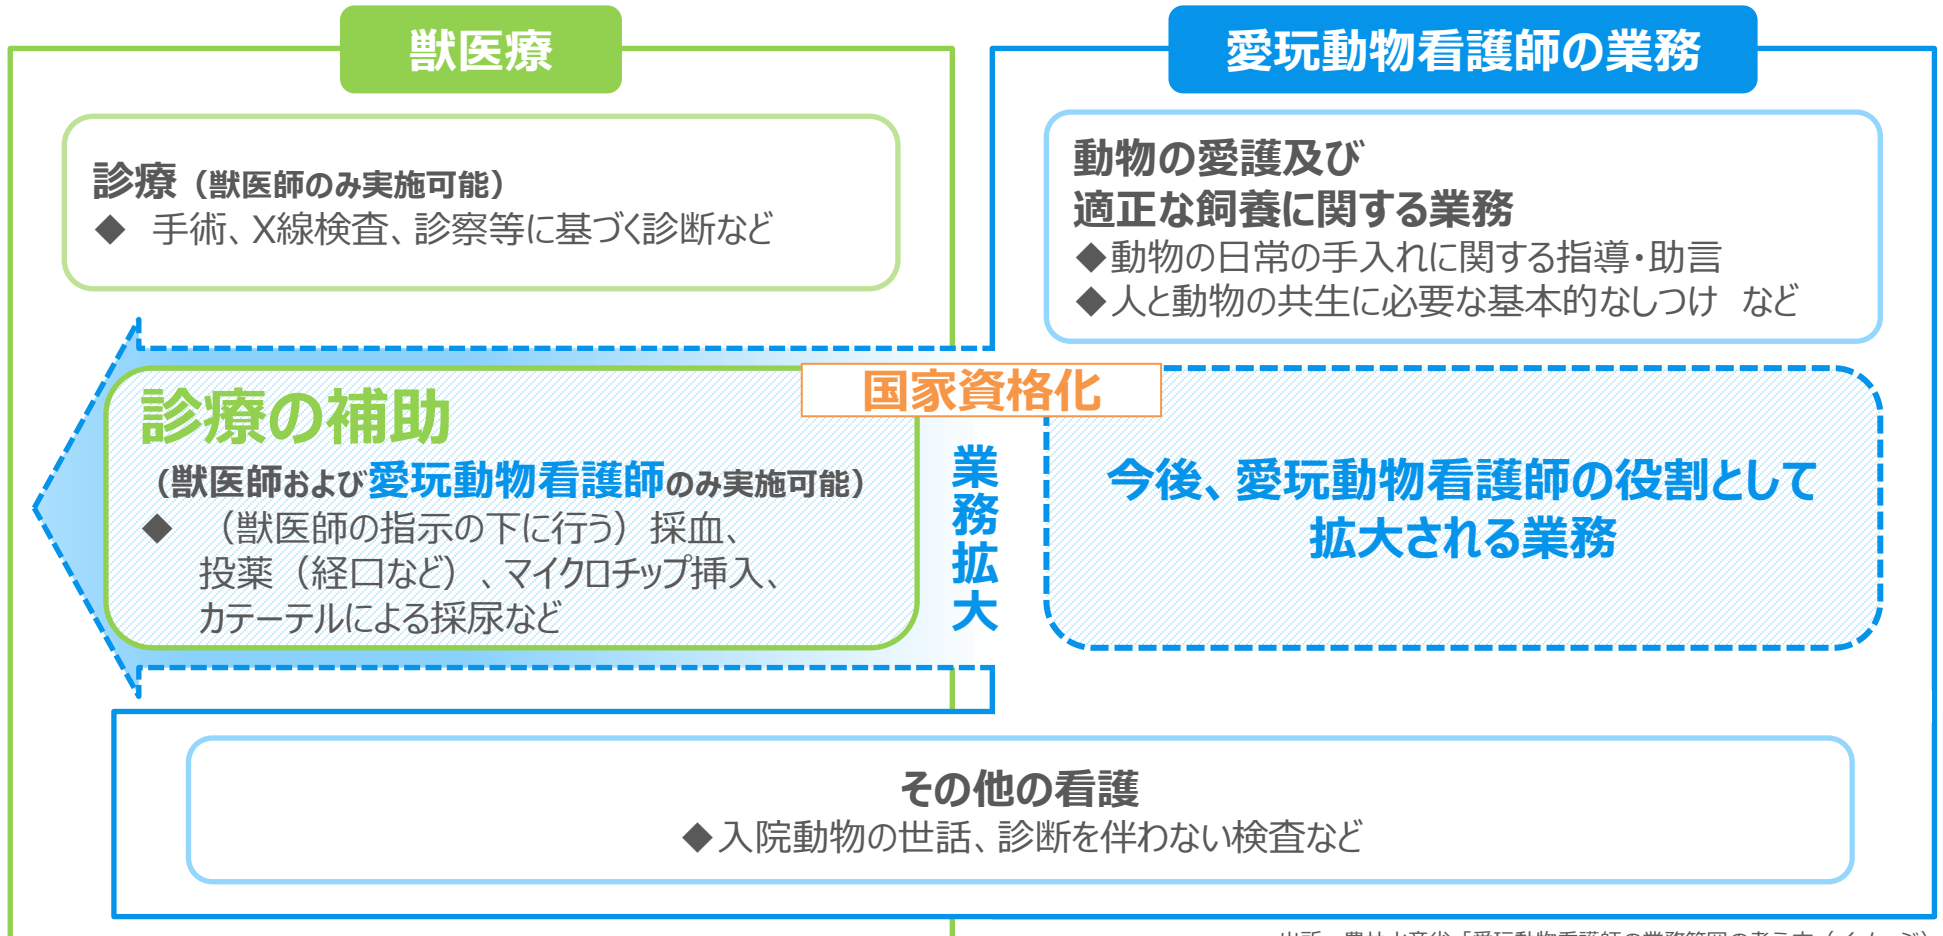 獣医療
診療（獣医師のみ実施可能）
◆ 手術、X線検査、診察等に基づく診断など
愛玩動物看護師の業務
動物の愛護及び
適正な飼養に関する業務
◆動物の日常の手入れに関する指導・助言
◆人と動物の共生に必要な基本的なしつけ など
国家資格化
診療の補助
（獣医師および愛玩動物看護師のみ実施可能）
◆ （獣医師の指示の下に行う）採血、
投薬（経口など）、マイクロチップ挿入、
カテーテルによる採尿など
業務拡大
今後、愛玩動物看護師の役割として
拡大される業務
その他の看護
◆入院動物の世話、診断を伴わない検査など